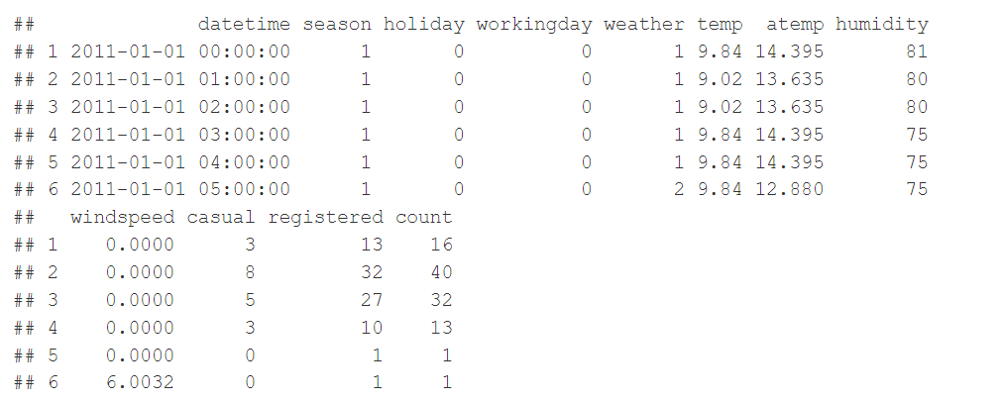 ##              datetime season holiday workingday weather temp  atemp humidity
## 1 2011-01-01 00:00:00      1       0          0       1 9.84 14.395       81
## 2 2011-01-01 01:00:00      1       0          0       1 9.02 13.635       80
## 3 2011-01-01 02:00:00      1       0          0       1 9.02 13.635       80
## 4 2011-01-01 03:00:00      1       0          0       1 9.84 14.395       75
## 5 2011-01-01 04:00:00      1       0          0       1 9.84 14.395       75
## 6 2011-01-01 05:00:00      1       0          0       2 9.84 12.880       75
##   windspeed casual registered count
## 1    0.0000      3         13    16
## 2    0.0000      8         32    40
## 3    0.0000      5         27    32
## 4    0.0000      3         10    13
## 5    0.0000      0          1     1
## 6    6.0032      0          1     1